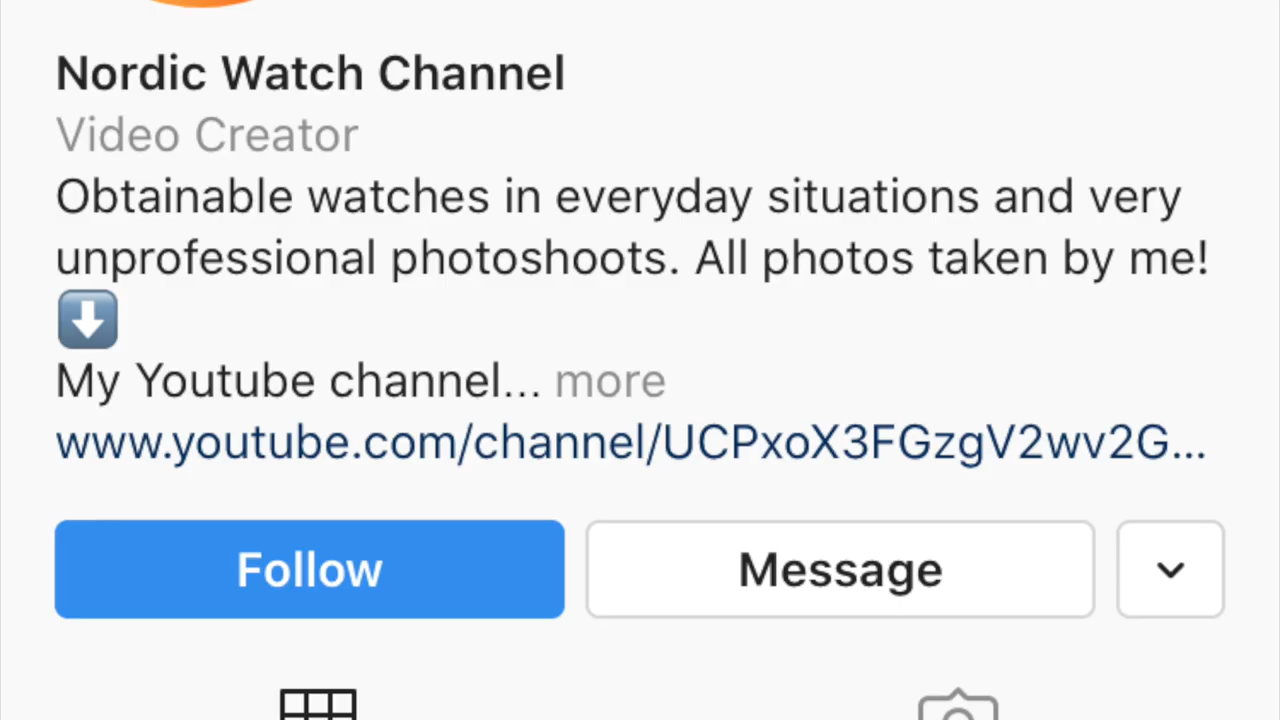 Nordic Watch Channel
Video Creator
Obtainable watches in everyday situations and very
unprofessional photoshoots. All photos taken by me!
⬇️
My Youtube channel... more
www.youtube.com/channel/UCPxoX3FGzgV2wv2G...
Follow Message